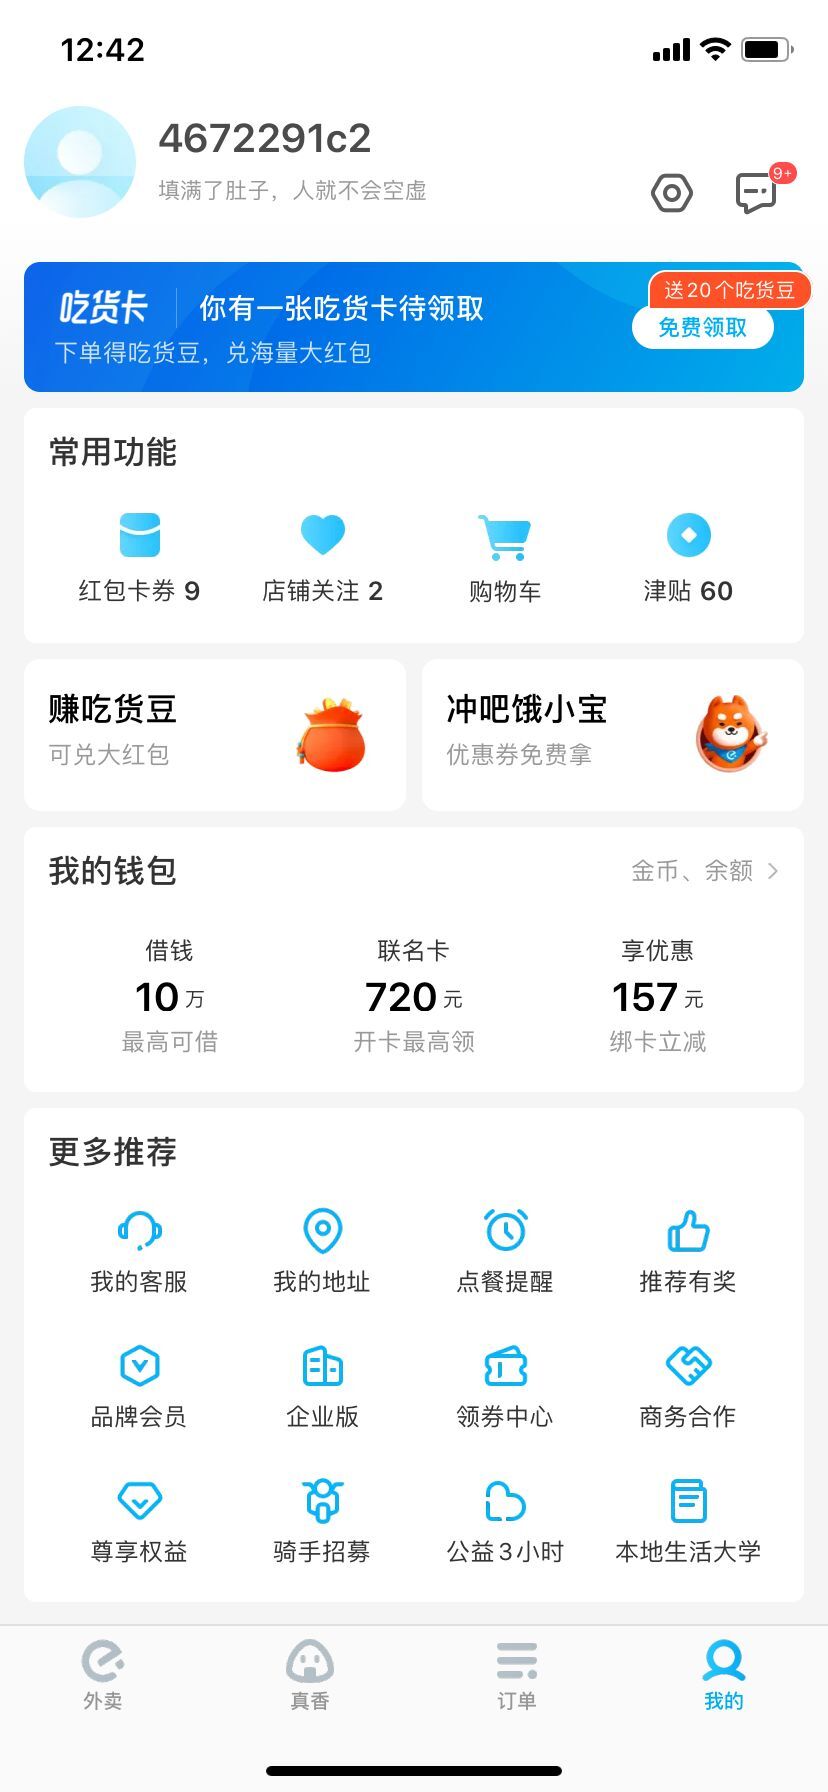 12:42
4672291c2
填满了肚子，人就不会空虚
9+
送20个吃货豆
吃货卡 你有一张吃货卡待领取
免费领取
下单得吃货豆，兑海量大红包
常用功能
红包卡券 9 店铺关注 2 购物车 津贴 60
赚吃货豆
可兑大红包
冲吧饿小宝
优惠券免费拿
我的钱包 金币、余额
借钱 联名卡 享优惠
10万 720元 157元
最高可借 开卡最高领 绑卡立减
更多推荐
我的客服 我的地址 点餐提醒 推荐有奖
品牌会员 企业版 领券中心 商务合作
尊享权益 骑手招募 公益3小时 本地生活大学
外卖 真香 订单 我的